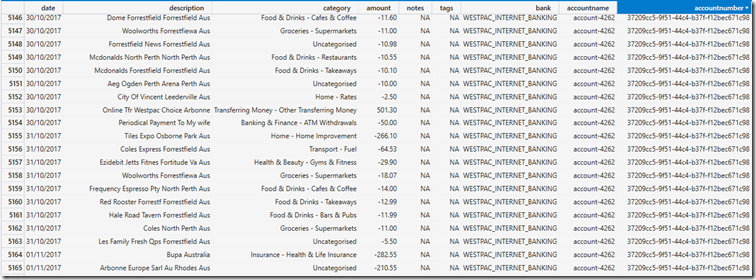 date description category amount notes tags bank accountname accountnumber
5146 30/10/2017 Dome Forrestfield Forrestfield Aus Food & Drinks - Cafes & Coffee -11.60 NA NA WESTPAC_INTERNET_BANKING account-4262 37209cc5-9f51-44c4-b37f-f12bec671c98
5147 30/10/2017 Woolworths Forrestfiewa Aus Groceries - Supermarkets -11.00 NA NA WESTPAC_INTERNET_BANKING account-4262 37209cc5-9f51-44c4-b37f-f12bec671c98
5148 30/10/2017 Forrestfield News Forrestfield Aus Uncategorised -10.98 NA NA WESTPAC_INTERNET_BANKING account-4262 37209cc5-9f51-44c4-b37f-f12bec671c98
5149 30/10/2017 Mcdonalds North Perth North Perth Aus Food & Drinks - Restaurants -10.55 NA NA WESTPAC_INTERNET_BANKING account-4262 37209cc5-9f51-44c4-b37f-f12bec671c98
5150 30/10/2017 Mcdonalds Forrestfield Forrestfield Aus Food & Drinks - Takeaways -10.10 NA NA WESTPAC_INTERNET_BANKING account-4262 37209cc5-9f51-44c4-b37f-f12bec671c98
5151 30/10/2017 Aeg Ogden Perth Arena Perth Aus Uncategorised -10.00 NA NA WESTPAC_INTERNET_BANKING account-4262 37209cc5-9f51-44c4-b37f-f12bec671c98
5152 30/10/2017 City Of Vincent Leederville Aus Home - Rates -2.50 NA NA WESTPAC_INTERNET_BANKING account-4262 37209cc5-9f51-44c4-b37f-f12bec671c98
5153 30/10/2017 Online Tfr Westpac Choice Arbonne Transferring Money - Other Transferring Money 501.30 NA NA WESTPAC_INTERNET_BANKING account-4262 37209cc5-9f51-44c4-b37f-f12bec671c98
5154 30/10/2017 Periodical Payment To My wife Banking & Finance - ATM Withdrawals -50.00 NA NA WESTPAC_INTERNET_BANKING account-4262 37209cc5-9f51-44c4-b37f-f12bec671c98
5155 31/10/2017 Tiles Expo Osborne Park Aus Home - Home Improvement -266.10 NA NA WESTPAC_INTERNET_BANKING account-4262 37209cc5-9f51-44c4-b37f-f12bec671c98
5156 31/10/2017 Coles Express Forrestfield Aus Transport - Fuel -64.53 NA NA WESTPAC_INTERNET_BANKING account-4262 37209cc5-9f51-44c4-b37f-f12bec671c98
5157 31/10/2017 Ezidebit Jetts Fitnes Fortitude Va Aus Health & Beauty - Gyms & Fitness -29.90 NA NA WESTPAC_INTERNET_BANKING account-4262 37209cc5-9f51-44c4-b37f-f12bec671c98
5158 31/10/2017 Woolworths Forrestfiewa Aus Groceries - Supermarkets -18.07 NA NA WESTPAC_INTERNET_BANKING account-4262 37209cc5-9f51-44c4-b37f-f12bec671c98
5159 31/10/2017 Frequency Espresso Pty North Perth Aus Food & Drinks - Cafes & Coffee -14.00 NA NA WESTPAC_INTERNET_BANKING account-4262 37209cc5-9f51-44c4-b37f-f12bec671c98
5160 31/10/2017 Red Rooster Forrestf Forrestfield Aus Food & Drinks - Takeaways -12.99 NA NA WESTPAC_INTERNET_BANKING account-4262 37209cc5-9f51-44c4-b37f-f12bec671c98
5161 31/10/2017 Hale Road Tavern Forrestfield Aus Food & Drinks - Bars & Pubs -11.99 NA NA WESTPAC_INTERNET_BANKING account-4262 37209cc5-9f51-44c4-b37f-f12bec671c98
5162 31/10/2017 Coles North Perth Aus Groceries - Supermarkets -11.00 NA NA WESTPAC_INTERNET_BANKING account-4262 37209cc5-9f51-44c4-b37f-f12bec671c98
5163 31/10/2017 Les Family Fresh Qps Forrestfield Aus Uncategorised -5.50 NA NA WESTPAC_INTERNET_BANKING account-4262 37209cc5-9f51-44c4-b37f-f12bec671c98
5164 01/11/2017 Bupa Australia Insurance - Health & Life Insurance -282.55 NA NA WESTPAC_INTERNET_BANKING account-4262 37209cc5-9f51-44c4-b37f-f12bec671c98
5165 01/11/2017 Arbonne Europe Sarl Au Rhodes Aus Uncategorised -210.55 NA NA WESTPAC_INTERNET_BANKING account-4262 37209cc5-9f51-44c4-b37f-f12bec671c98